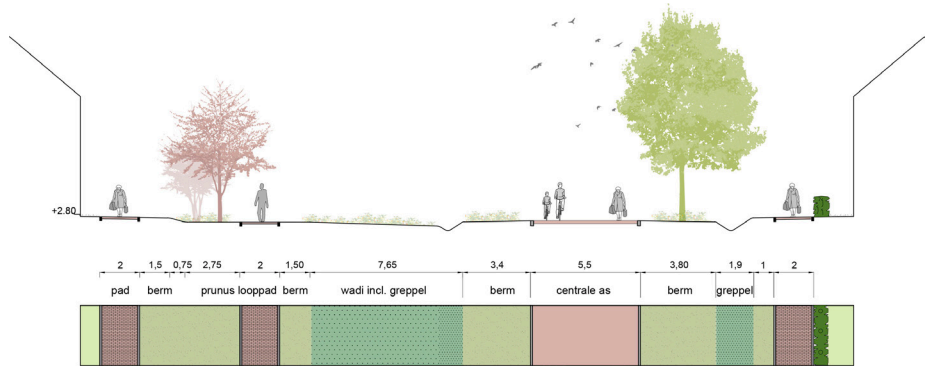 +2.80
2 1,5 0,75 2,75 2 1,50 7,65 3,4 5,5 3,80 1,9 1 2
pad berm prunus looppad berm wadi incl. greppel berm centrale as berm greppel